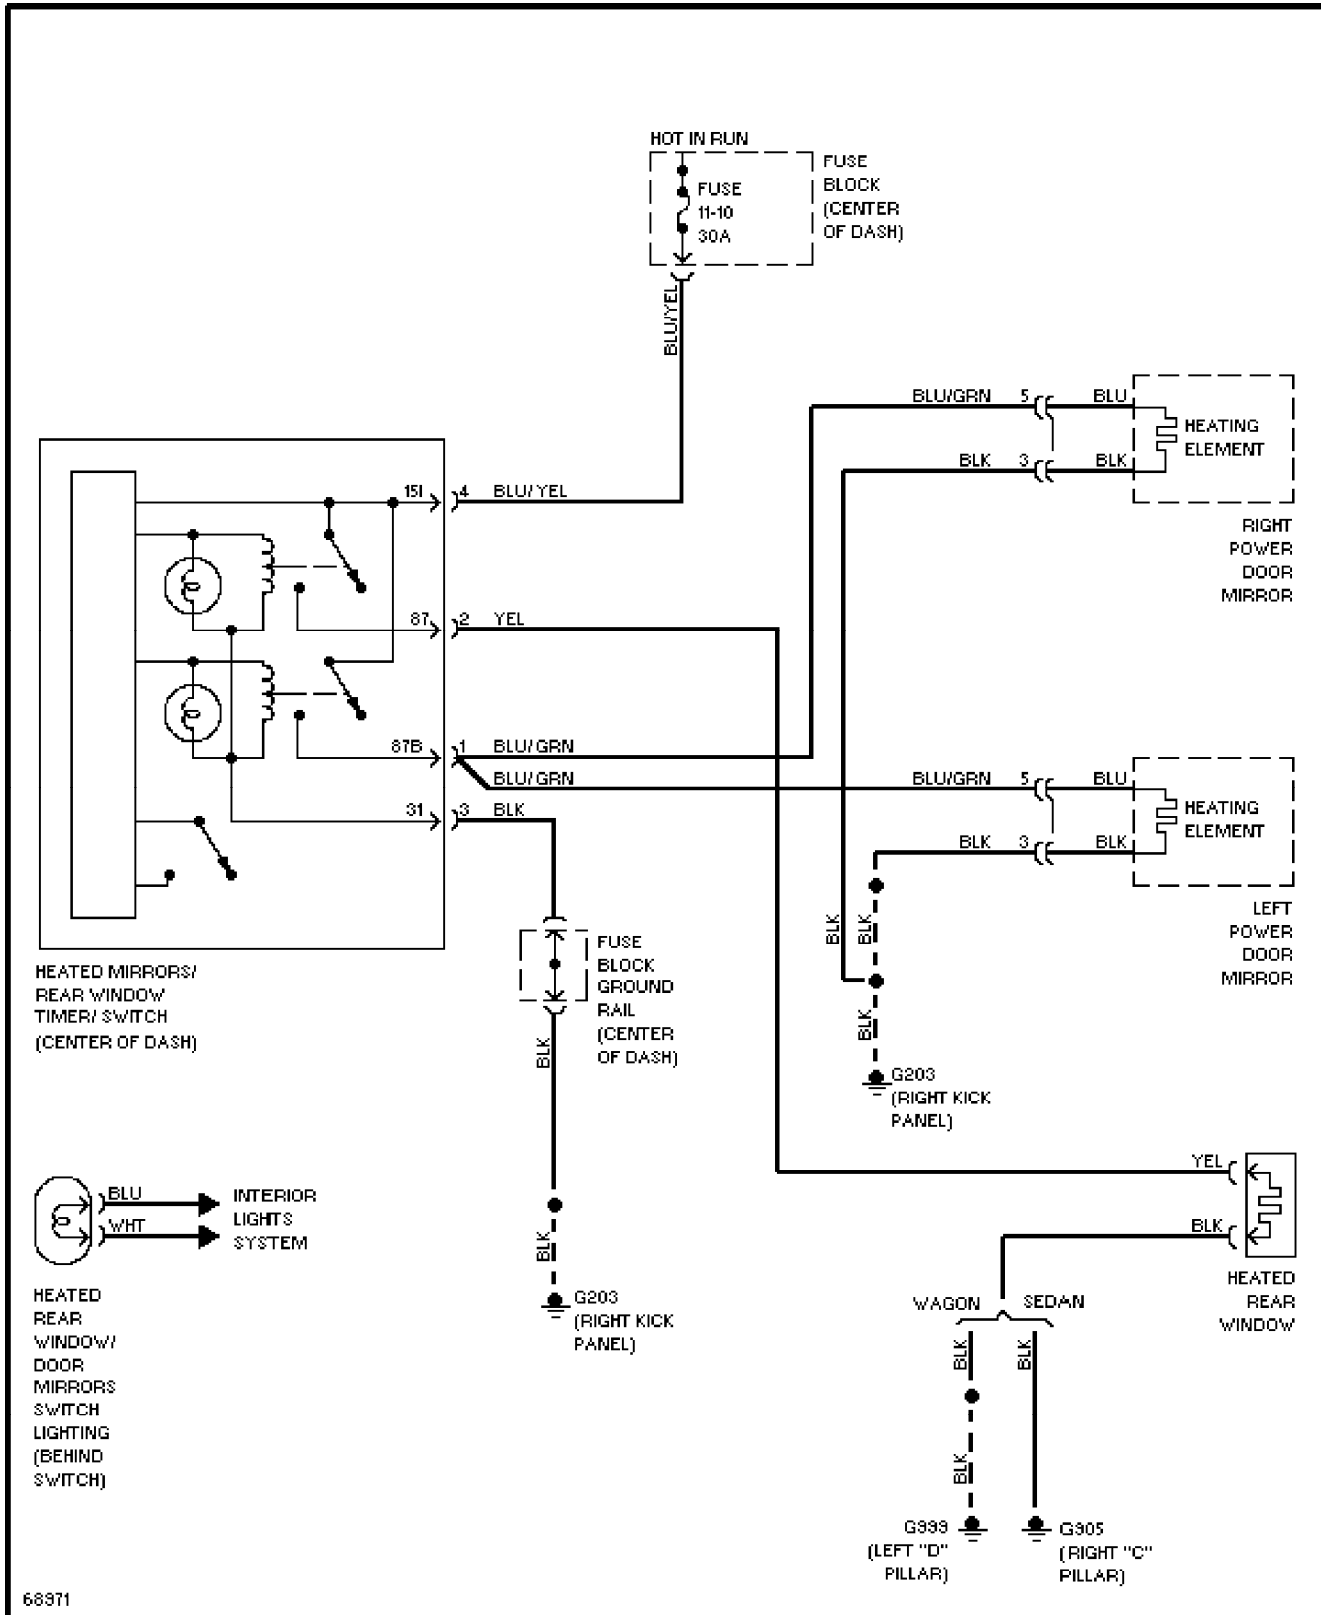 HOT IN RUN
FUSE
11-10
30A
FUSE
BLOCK
(CENTER
OF DASH)
BLU/YEL
BLU/GRN 5 BLU
HEATING
ELEMENT
BLK 3 BLK
RIGHT
POWER
DOOR
MIRROR
15I 4 BLU/YEL
87 2 YEL
87B 1 BLU/GRN
BLU/GRN
31 3 BLK
BLU/GRN 5 BLU
HEATING
ELEMENT
BLK 3 BLK
LEFT
POWER
DOOR
MIRROR
BLK
BLK
BLK
G203
(RIGHT KICK
PANEL)
HEATED MIRRORS/
REAR WINDOW
TIMER/ SWITCH
(CENTER OF DASH)
FUSE
BLOCK
GROUND
RAIL
(CENTER
OF DASH)
BLK
BLK
G203
(RIGHT KICK
PANEL)
BLU
WHT
INTERIOR
LIGHTS
SYSTEM
HEATED
REAR
WINDOW/
DOOR
MIRRORS
SWITCH
LIGHTING
(BEHIND
SWITCH)
YEL
BLK
HEATED
REAR
WINDOW
WAGON SEDAN
BLK
BLK
BLK
G999
(LEFT "D"
PILLAR)
G905
(RIGHT "C"
PILLAR)
68971